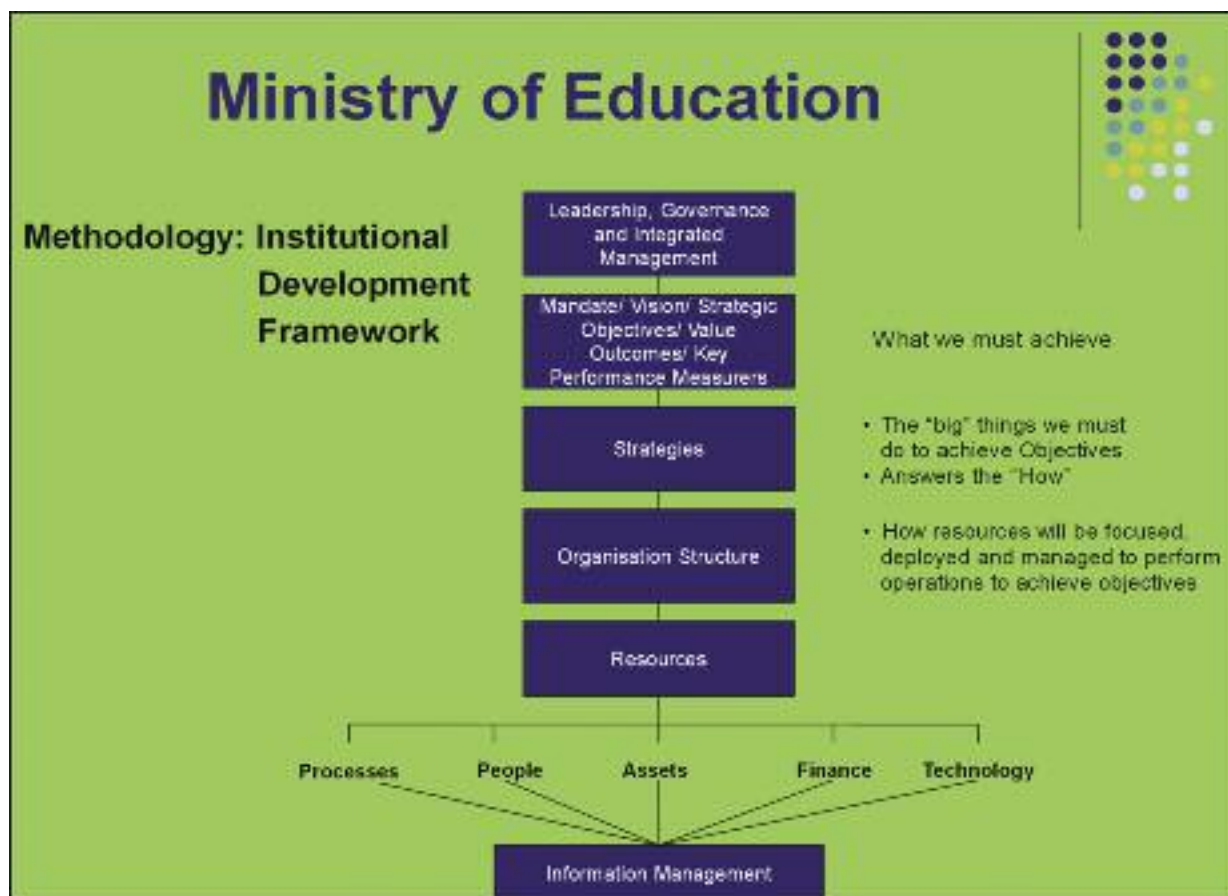 Ministry of Education
Methodology: Institutional
Development
Framework
Leadership, Governance
and Integrated
Management
Mandate/ Vision/ Strategic
Objectives/ Value
Outcomes/ Key
Performance Measurers
What we must achieve
Strategies
• The “big” things we must
do to achieve Objectives
• Answers the “How”
Organisation Structure
• How resources will be focused,
deployed and managed to perform
operations to achieve objectives
Resources
Processes People Assets Finance Technology
Information Management